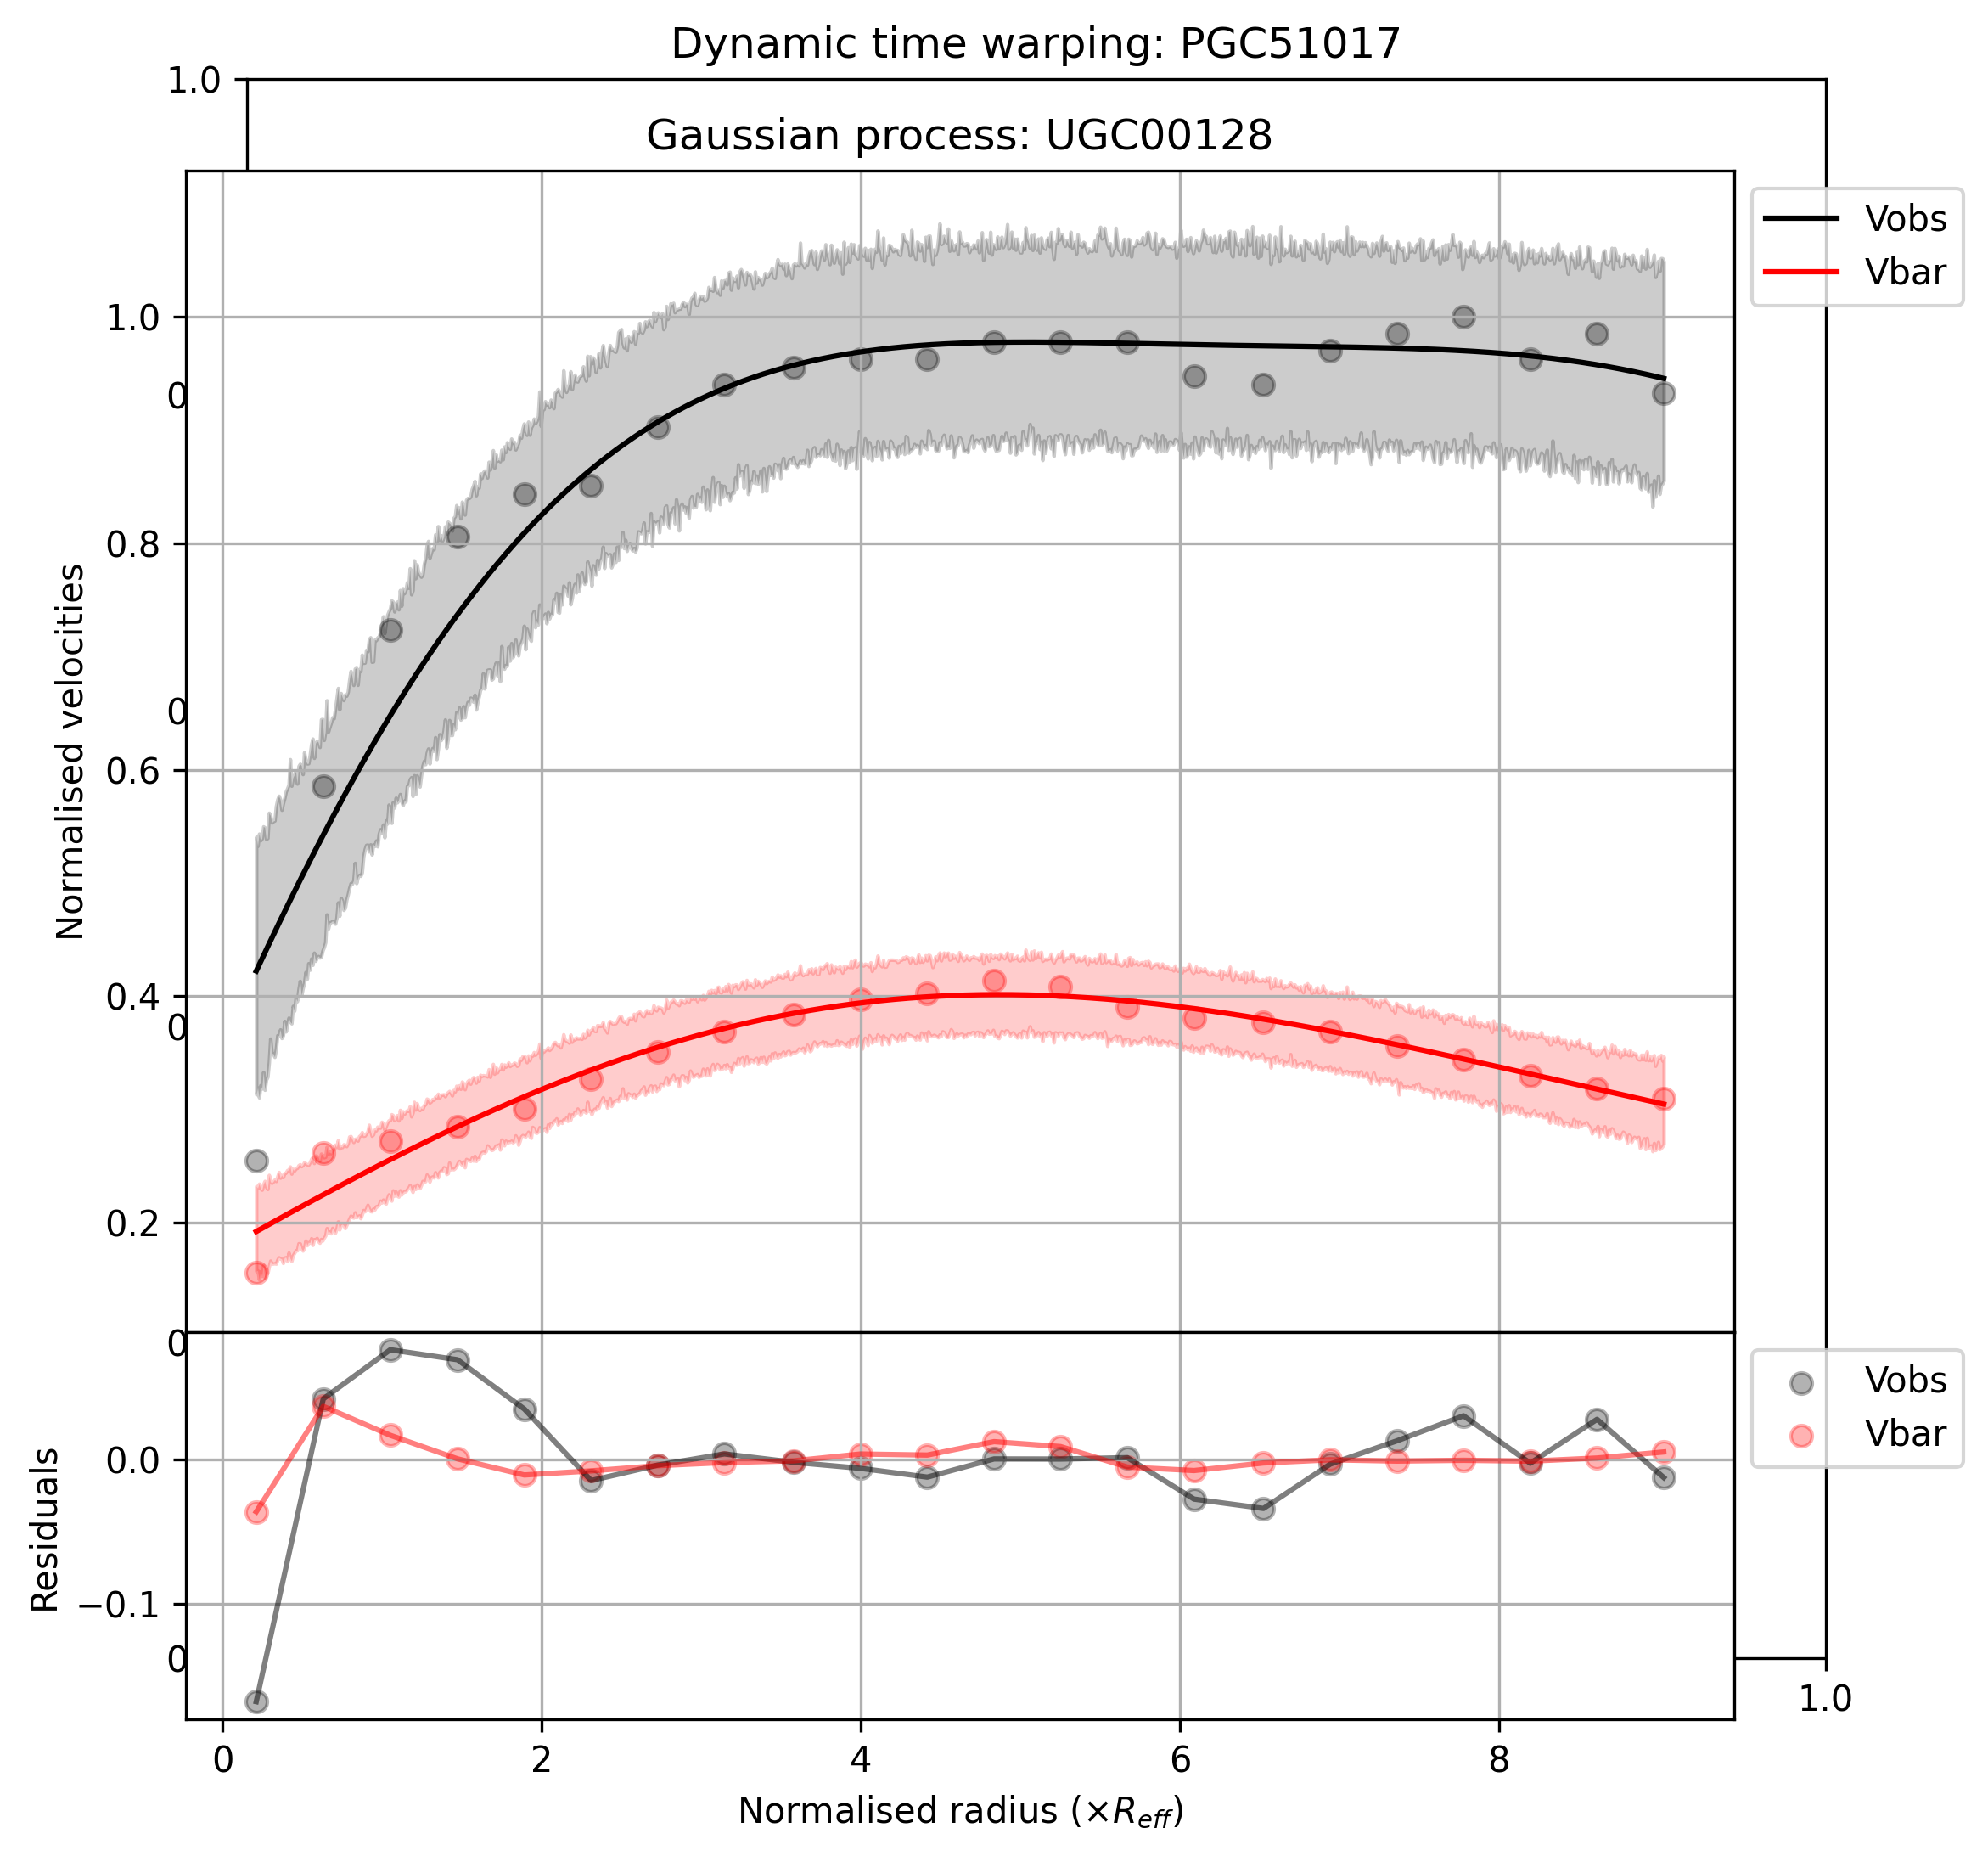 Dynamic time warping: PGC51017
1.0
Gaussian process: UGC00128
Vobs
Vbar
1.0
0
0.8
0
0.6
0.4
0
0.2
Normalised velocities
0
Vobs
Vbar
0.0
−0.1
0
Residuals
1.0
0 2 4 6 8
Normalised radius (×R_eff)